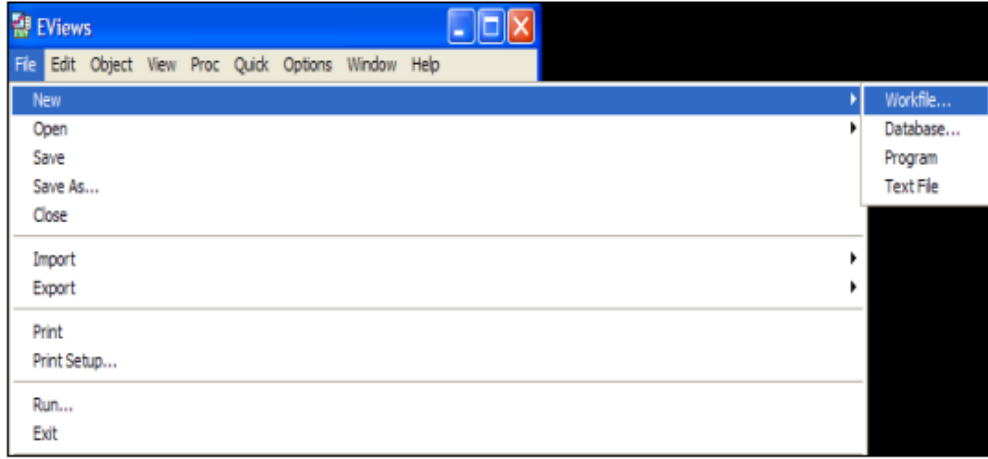 EViews
File Edit Object View Proc Quick Options Window Help
New
Open
Save
Save As...
Close
Import
Export
Print
Print Setup...
Run...
Exit
Workfile...
Database...
Program
Text File